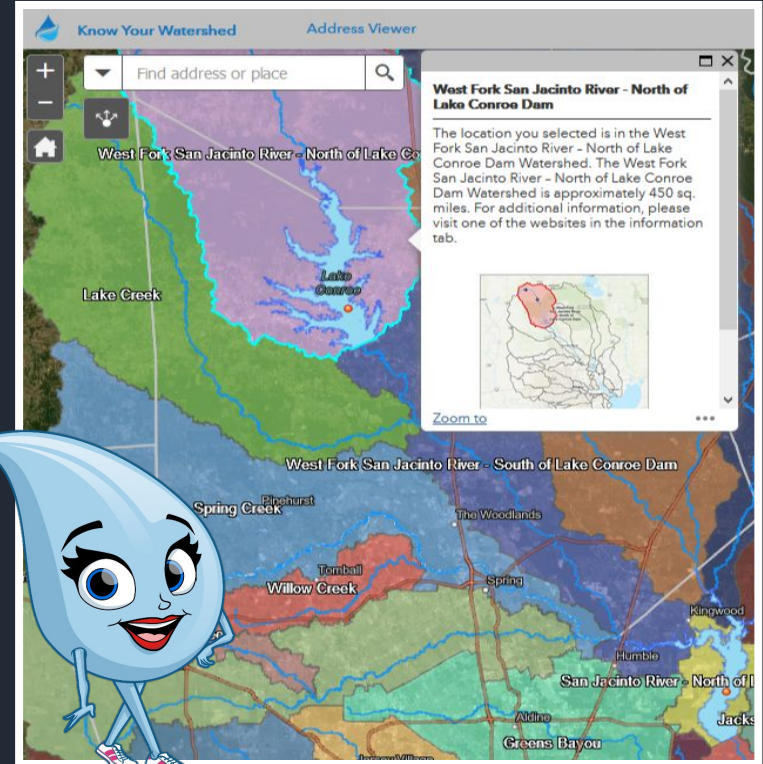 Know Your Watershed
Address Viewer
+
Find address or place
−
West Fork San Jacinto River - North of Lake Co
West Fork San Jacinto River - North of
Lake Conroe Dam
The location you selected is in the West
Fork San Jacinto River - North of Lake
Conroe Dam Watershed. The West Fork
San Jacinto River - North of Lake Conroe
Dam Watershed is approximately 450 sq.
miles. For additional information, please
visit one of the websites in the information
tab.
Zoom to
Lake
Conroe
Lake Creek
West Fork San Jacinto River - South of Lake Conroe Dam
Pinehurst
Spring Creek
The Woodlands
Tomball
Willow Creek
Spring
Kingwood
Humble
San Jacinto River - North of l
Aldine
Jacks
Greens Bayou
Jersey Village